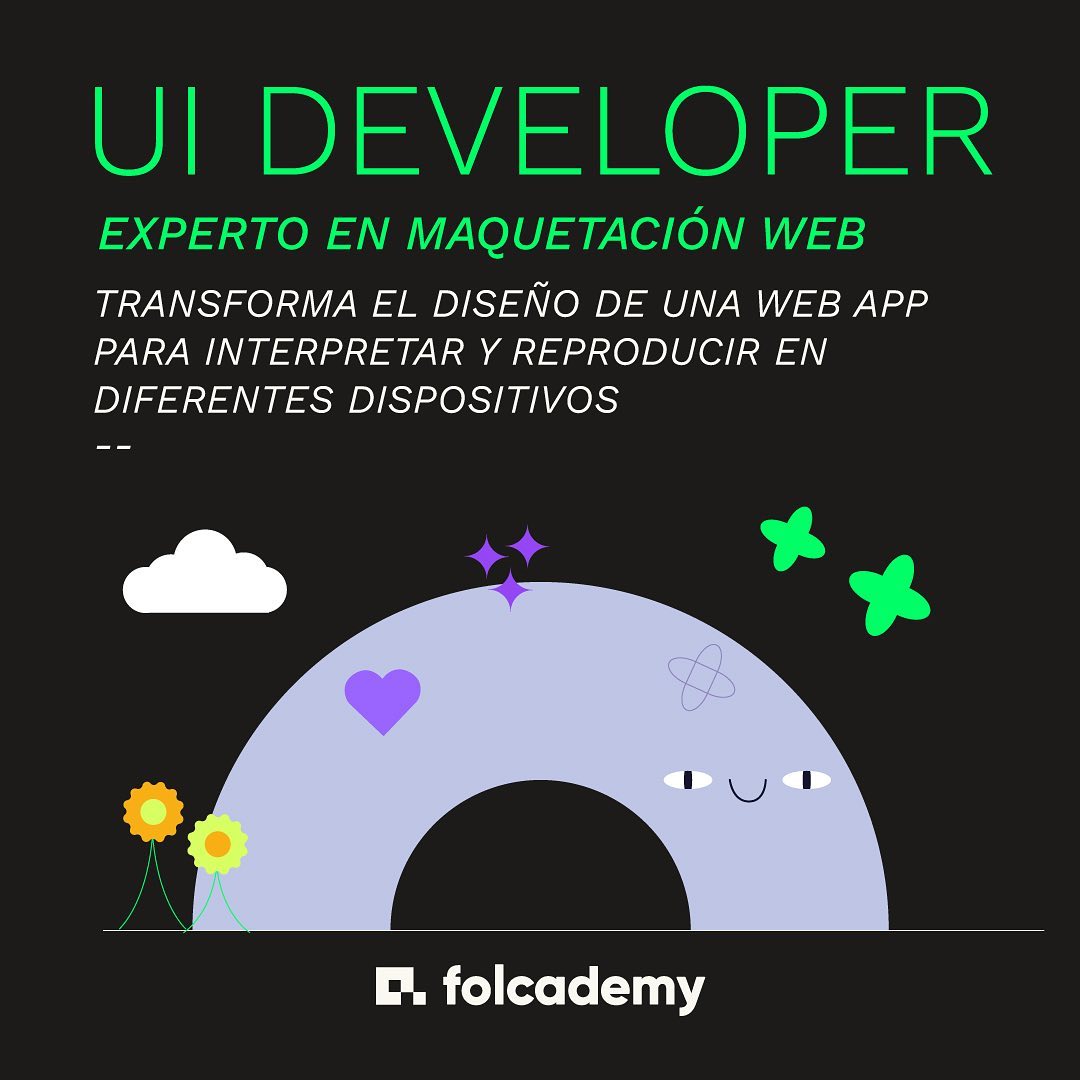 UI DEVELOPER
EXPERTO EN MAQUETACIÓN WEB
TRANSFORMA EL DISEÑO DE UNA WEB APP
PARA INTERPRETAR Y REPRODUCIR EN
DIFERENTES DISPOSITIVOS
--
folcademy